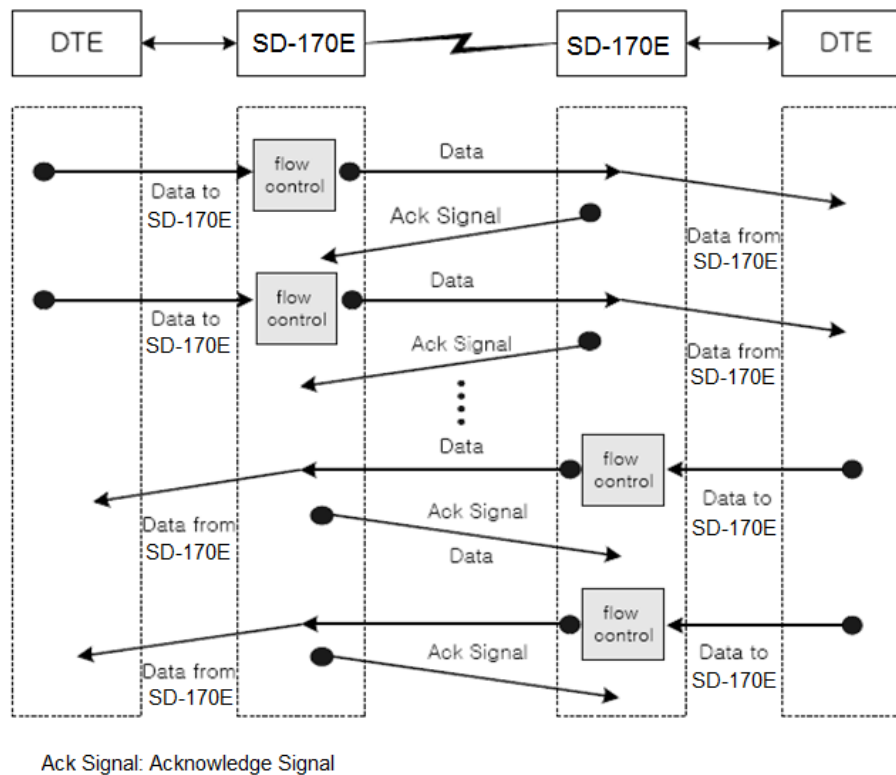 DTE
SD-170E
SD-170E
DTE
flow
control
Data
Data to
SD-170E
Ack Signal
Data from
SD-170E
flow
control
Data
Data to
SD-170E
Ack Signal
Data from
SD-170E
Data
flow
control
Data from
SD-170E
Ack Signal
Data to
SD-170E
Data
flow
control
Data from
SD-170E
Ack Signal
Data to
SD-170E
Ack Signal: Acknowledge Signal